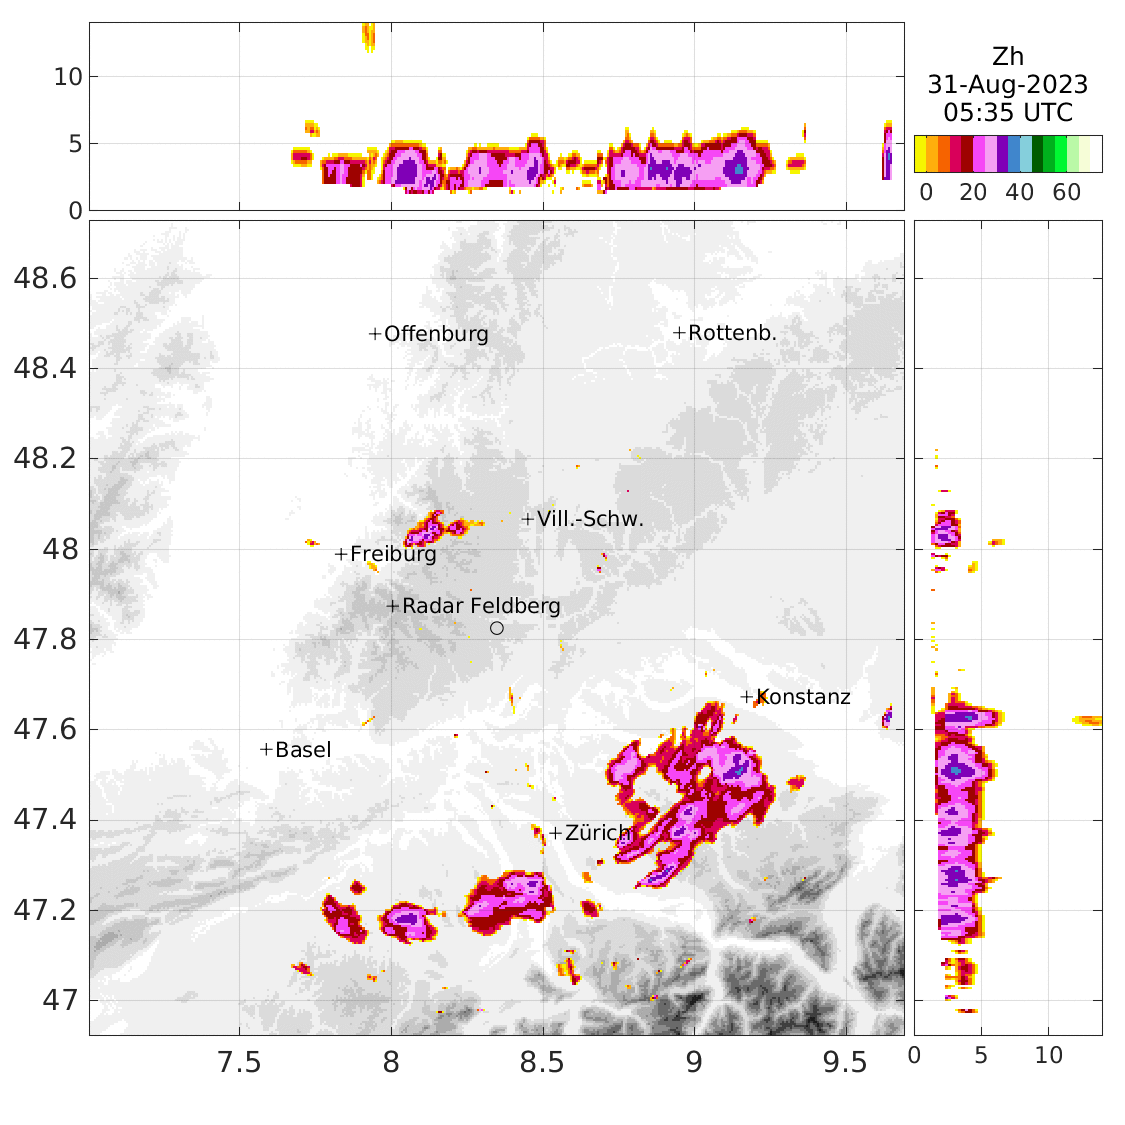 10
5
0
Zh
31-Aug-2023
05:35 UTC
0 20 40 60
48.6
48.4
48.2
48
47.8
47.6
47.4
47.2
47
+Offenburg
+Rottenb.
+Vill.-Schw.
+Freiburg
+Radar Feldberg
+Konstanz
+Basel
+Zürich
7.5 8 8.5 9 9.5
0 5 10